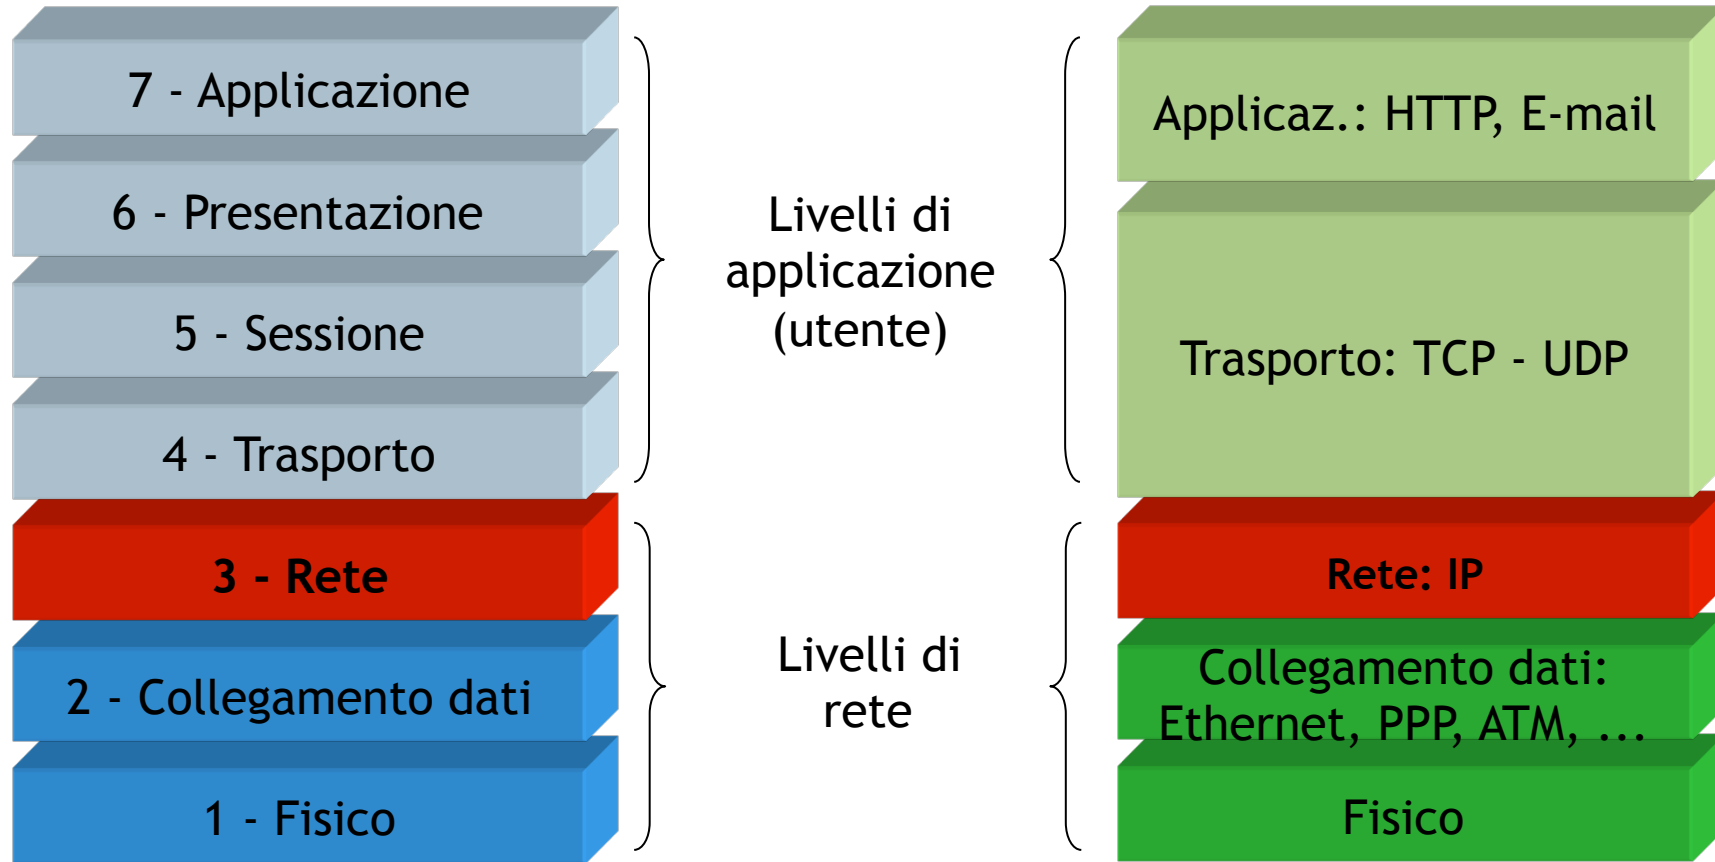 7 - Applicazione
6 - Presentazione
5 - Sessione
4 - Trasporto
3 - Rete
2 - Collegamento dati
1 - Fisico
Livelli di
applicazione
(utente)
Livelli di
rete
Applicaz.: HTTP, E-mail
Trasporto: TCP - UDP
Rete: IP
Collegamento dati:
Ethernet, PPP, ATM, ...
Fisico